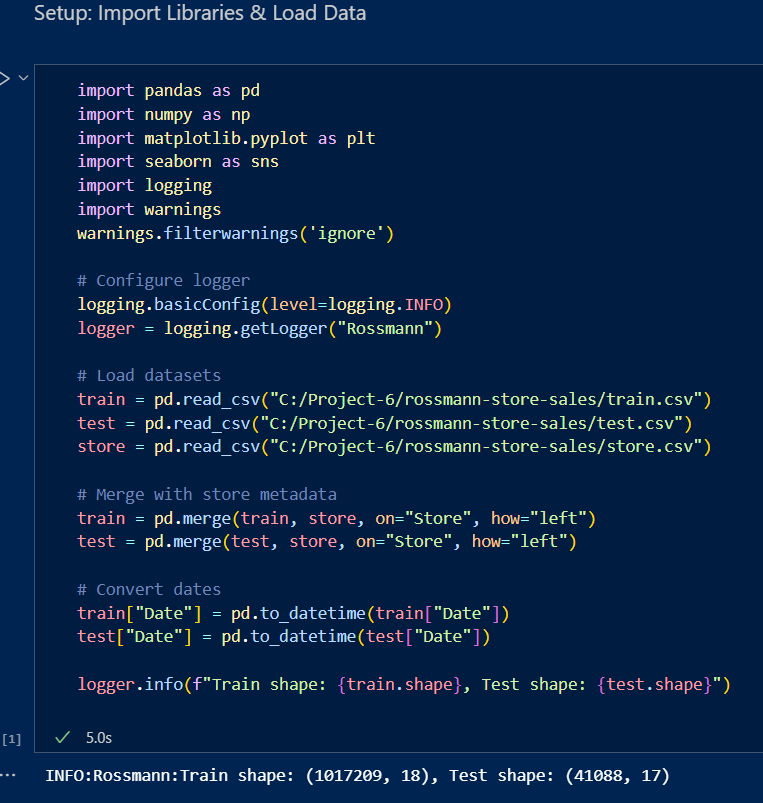 Setup: Import Libraries & Load Data
import pandas as pd
import numpy as np
import matplotlib.pyplot as plt
import seaborn as sns
import logging
import warnings
warnings.filterwarnings('ignore')
# Configure logger
logging.basicConfig(level=logging.INFO)
logger = logging.getLogger("Rossmann")
# Load datasets
train = pd.read_csv("C:/Project-6/rossmann-store-sales/train.csv")
test = pd.read_csv("C:/Project-6/rossmann-store-sales/test.csv")
store = pd.read_csv("C:/Project-6/rossmann-store-sales/store.csv")
# Merge with store metadata
train = pd.merge(train, store, on="Store", how="left")
test = pd.merge(test, store, on="Store", how="left")
# Convert dates
train["Date"] = pd.to_datetime(train["Date"])
test["Date"] = pd.to_datetime(test["Date"])
logger.info(f"Train shape: {train.shape}, Test shape: {test.shape}")
[1] 5.0s
INFO:Rossmann:Train shape: (1017209, 18), Test shape: (41088, 17)